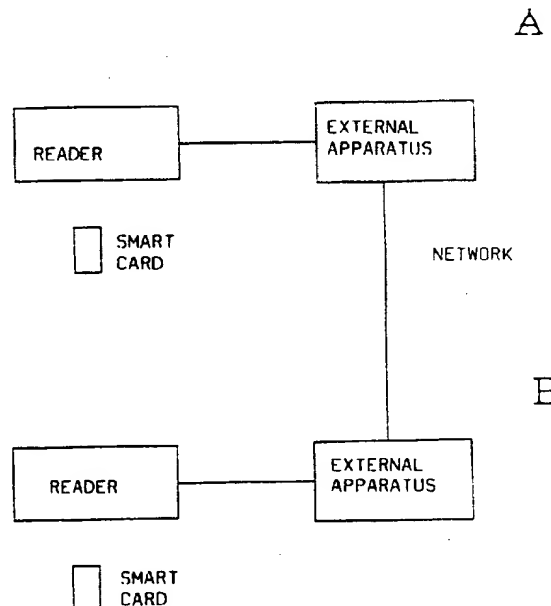 A
READER
EXTERNAL
APPARATUS
SMART
CARD
NETWORK
B
READER
EXTERNAL
APPARATUS
SMART
CARD